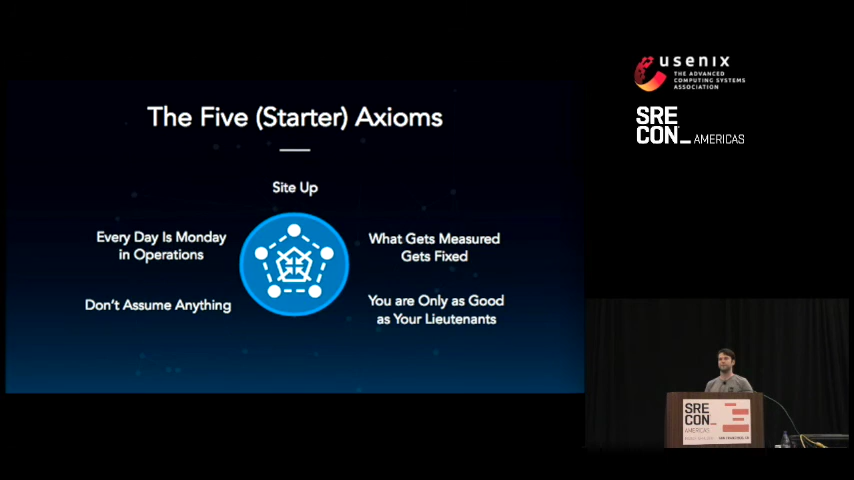 The Five (Starter) Axioms
Site Up
Every Day Is Monday
in Operations
What Gets Measured
Gets Fixed
Don't Assume Anything
You are Only as Good
as Your Lieutenants
usenix
THE ADVANCED
COMPUTING SYSTEMS
ASSOCIATION
SRE
CON_ AMERICAS
SRE
CON_
AMERICAS